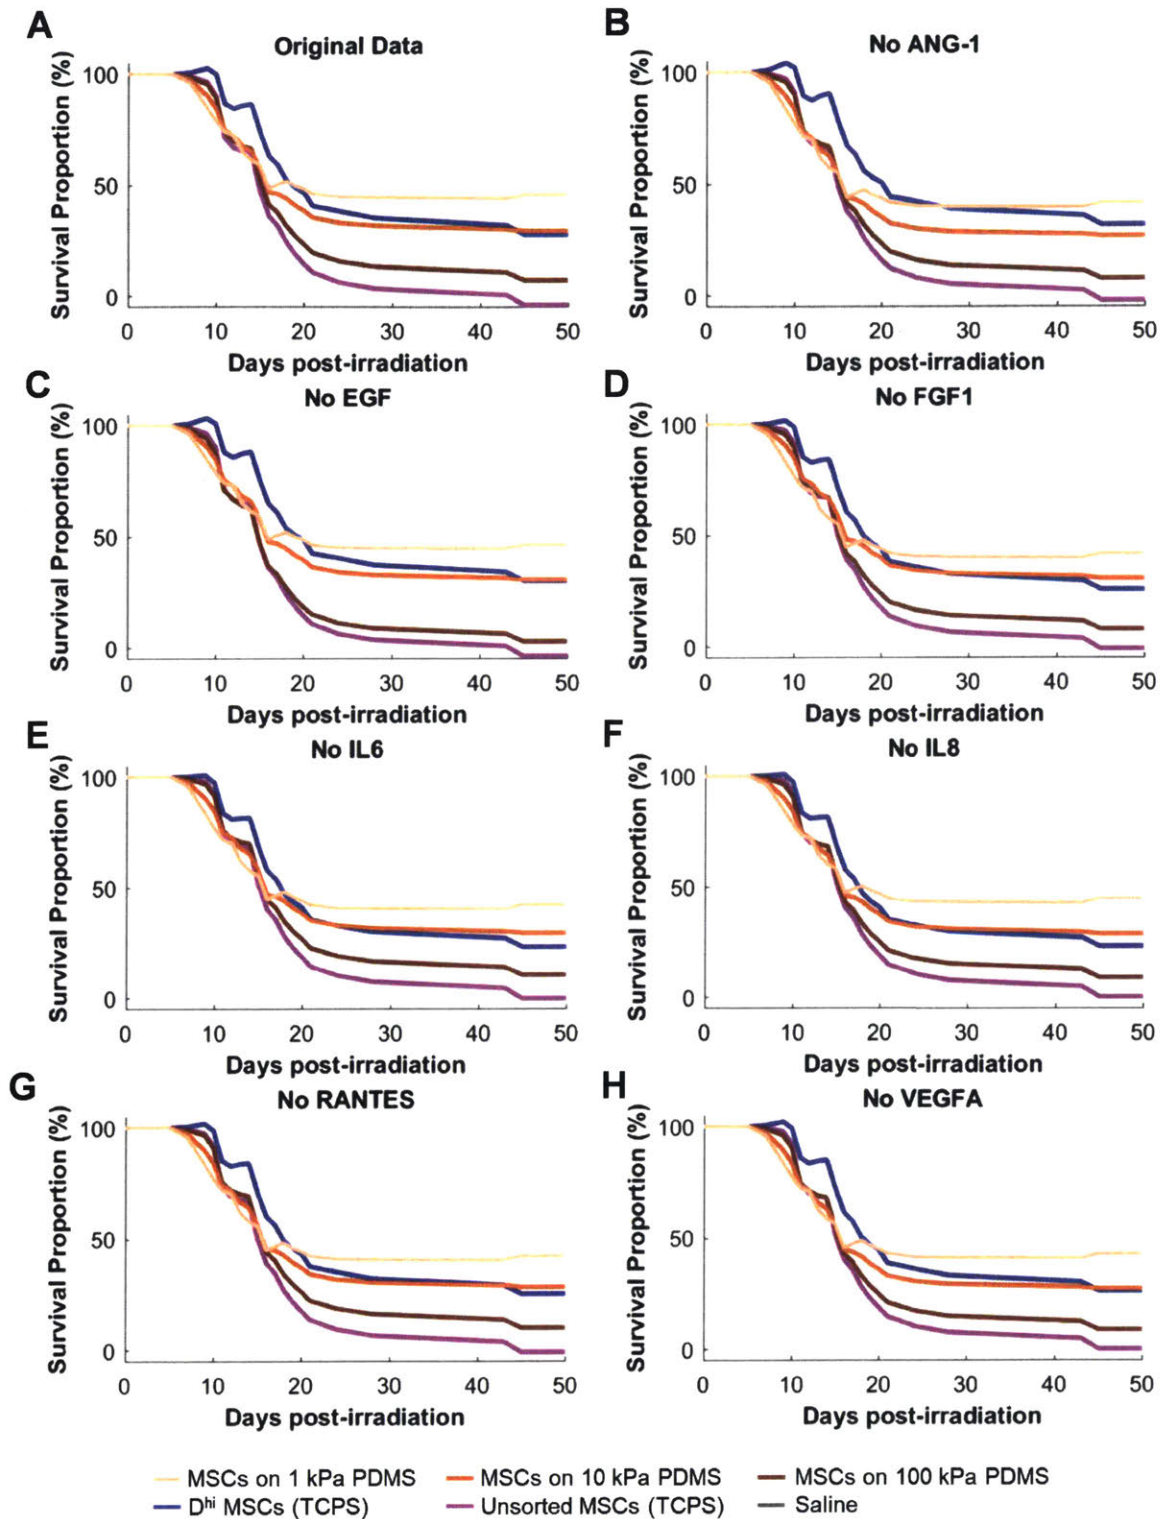 A
Original Data
Survival Proportion (%)
100
50
0
0 10 20 30 40 50
Days post-irradiation
B
No ANG-1
Survival Proportion (%)
100
50
0
0 10 20 30 40 50
Days post-irradiation
C
No EGF
Survival Proportion (%)
100
50
0
0 10 20 30 40 50
Days post-irradiation
D
No FGF1
Survival Proportion (%)
100
50
0
0 10 20 30 40 50
Days post-irradiation
E
No IL6
Survival Proportion (%)
100
50
0
0 10 20 30 40 50
Days post-irradiation
F
No IL8
Survival Proportion (%)
100
50
0
0 10 20 30 40 50
Days post-irradiation
G
No RANTES
Survival Proportion (%)
100
50
0
0 10 20 30 40 50
Days post-irradiation
H
No VEGFA
Survival Proportion (%)
100
50
0
0 10 20 30 40 50
Days post-irradiation
MSCs on 1 kPa PDMS MSCs on 10 kPa PDMS MSCs on 100 kPa PDMS
D^hi MSCs (TCPS) Unsorted MSCs (TCPS) Saline